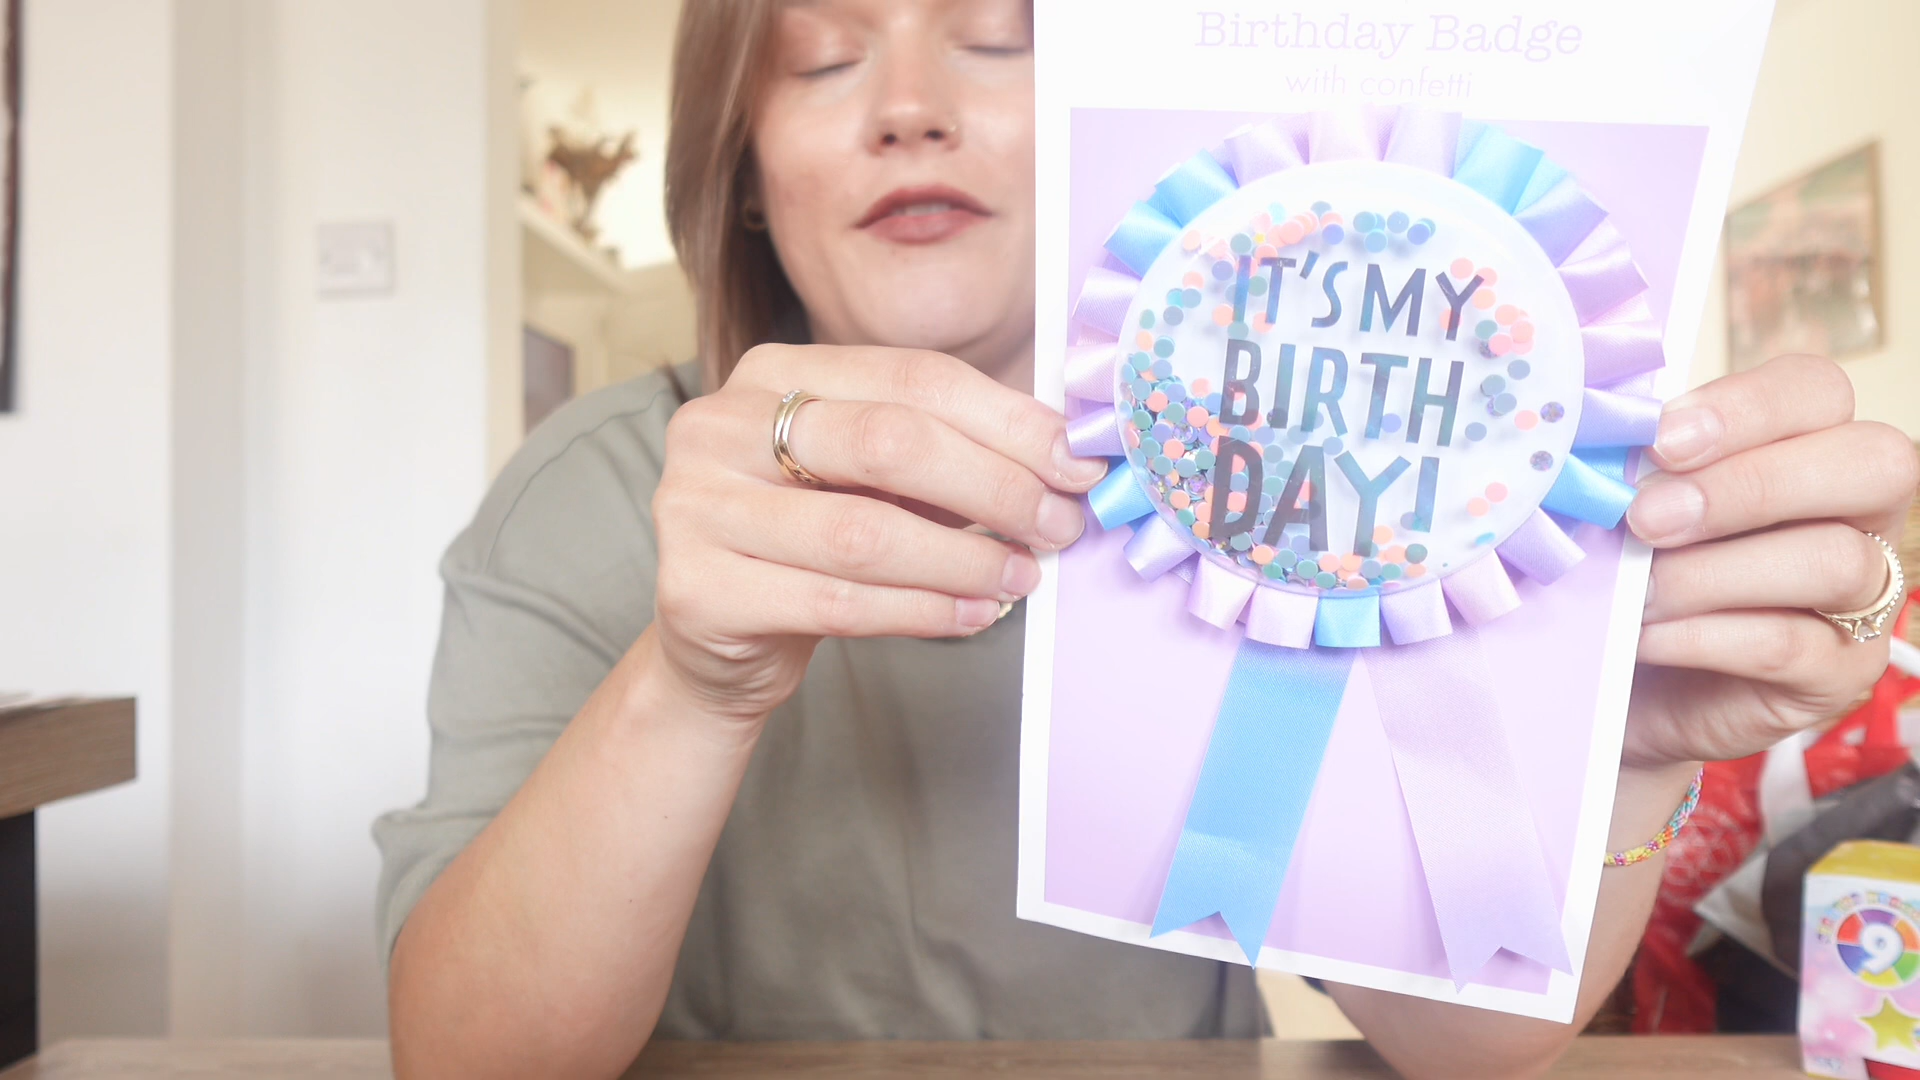 Birthday Badge
with confetti
IT'S MY
BIRTH
DAY!
9